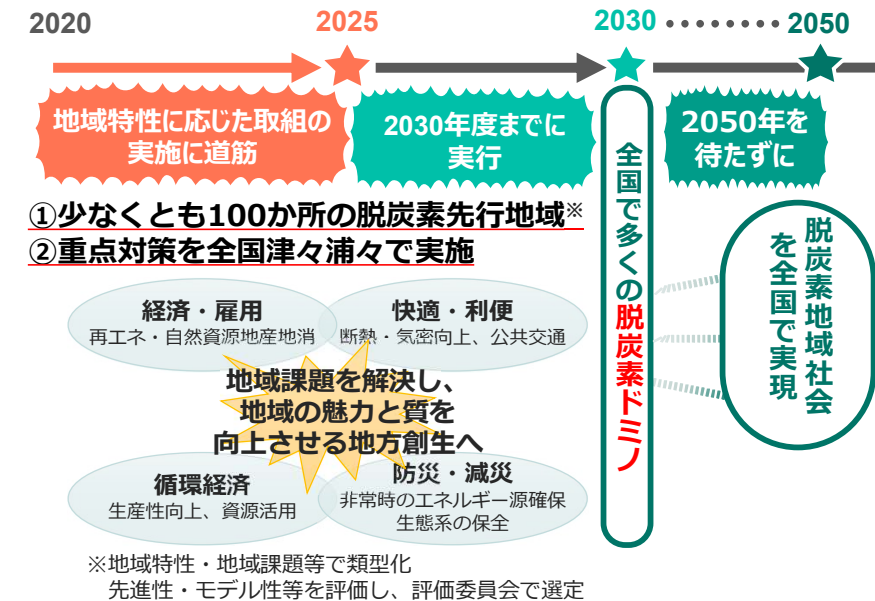 2020
2025
2030 ・・・・・・・・ 2050
地域特性に応じた取組の
実施に道筋
2030年度までに
実行
2050年を
待たずに
①少なくとも100か所の脱炭素先行地域※
②重点対策を全国津々浦々で実施
経済・雇用
再エネ・自然資源地産地消
快適・利便
断熱・気密向上、公共交通
地域課題を解決し、
地域の魅力と質を
向上させる地方創生へ
循環経済
生産性向上、資源活用
防災・減災
非常時のエネルギー源確保
生態系の保全
全国で多くの脱炭素ドミノ
脱炭素地域社会
を全国で実現
※地域特性・地域課題等で類型化
先進性・モデル性等を評価し、評価委員会で選定